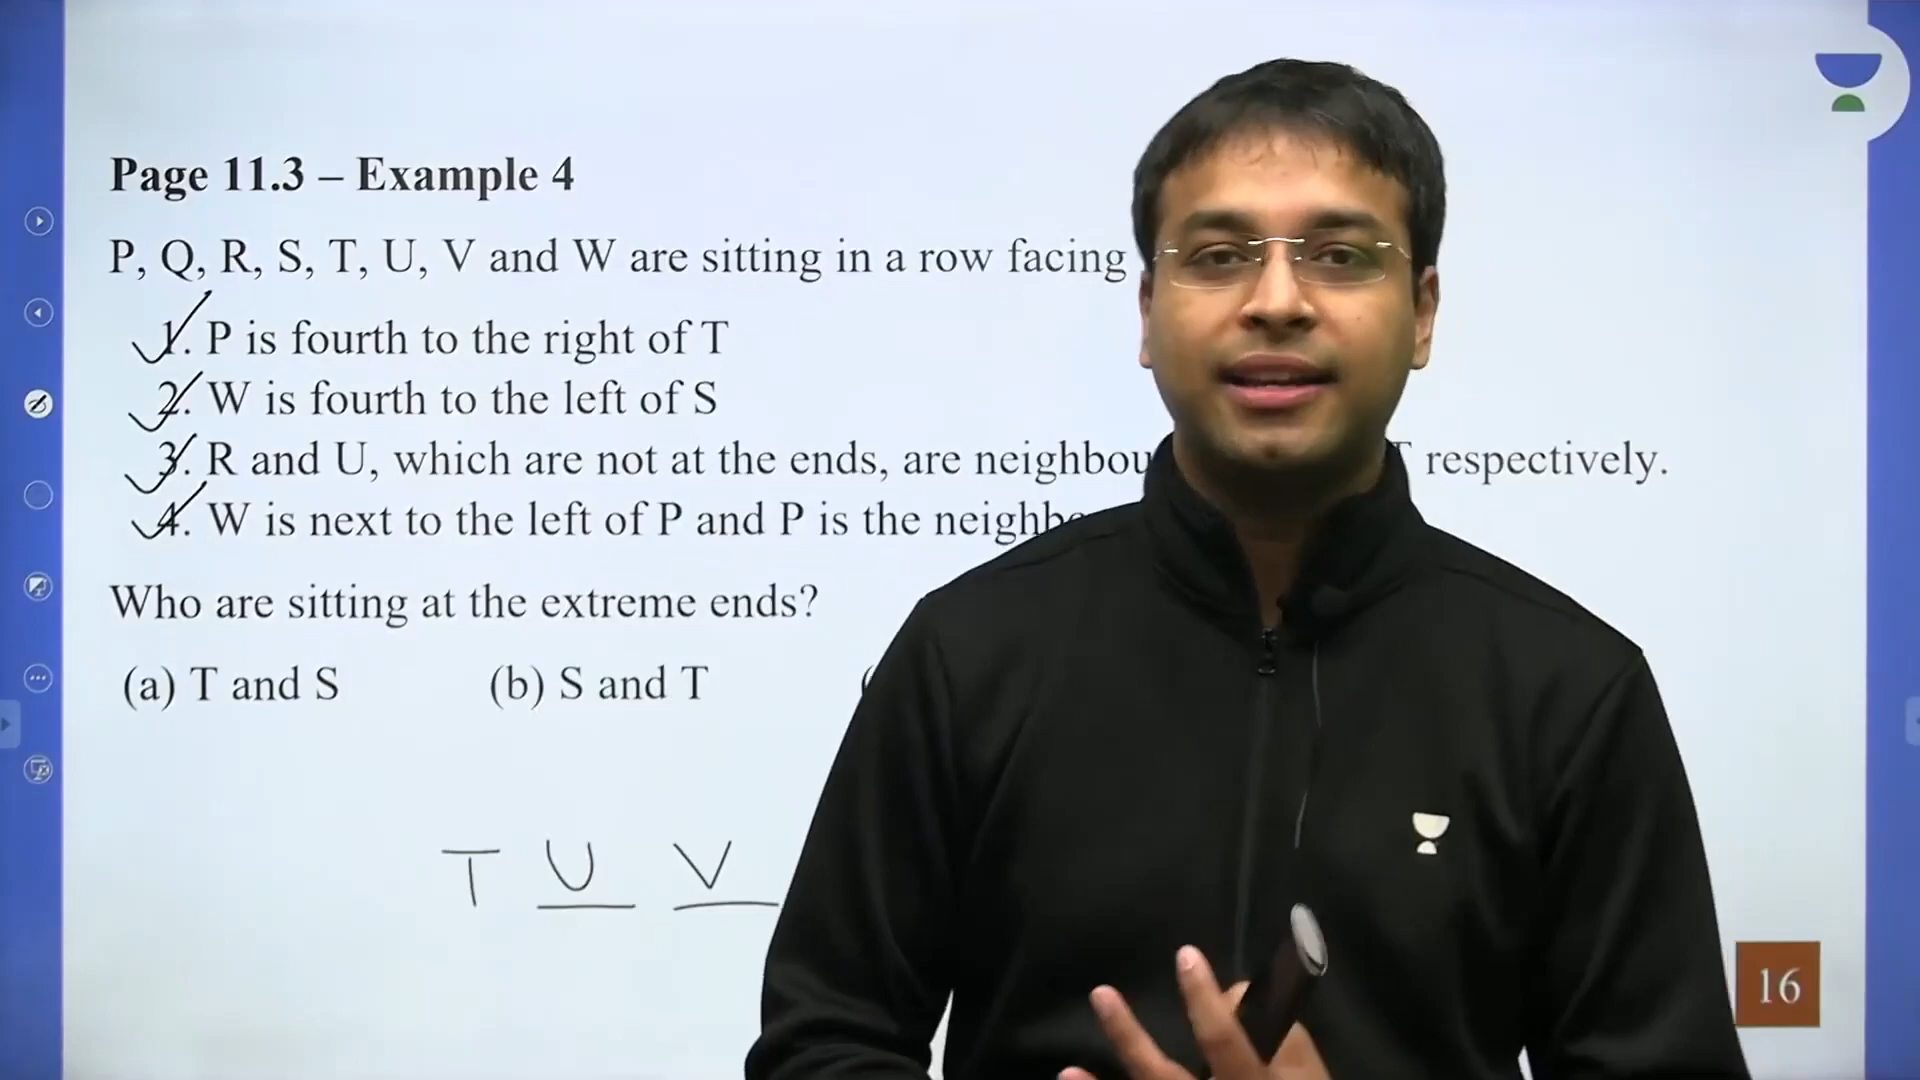 Page 11.3 – Example 4
P, Q, R, S, T, U, V and W are sitting in a row facing
1. P is fourth to the right of T
2. W is fourth to the left of S
3. R and U, which are not at the ends, are neighbou T respectively.
4. W is next to the left of P and P is the neighbo
Who are sitting at the extreme ends?
(a) T and S (b) S and T (
T U V
16